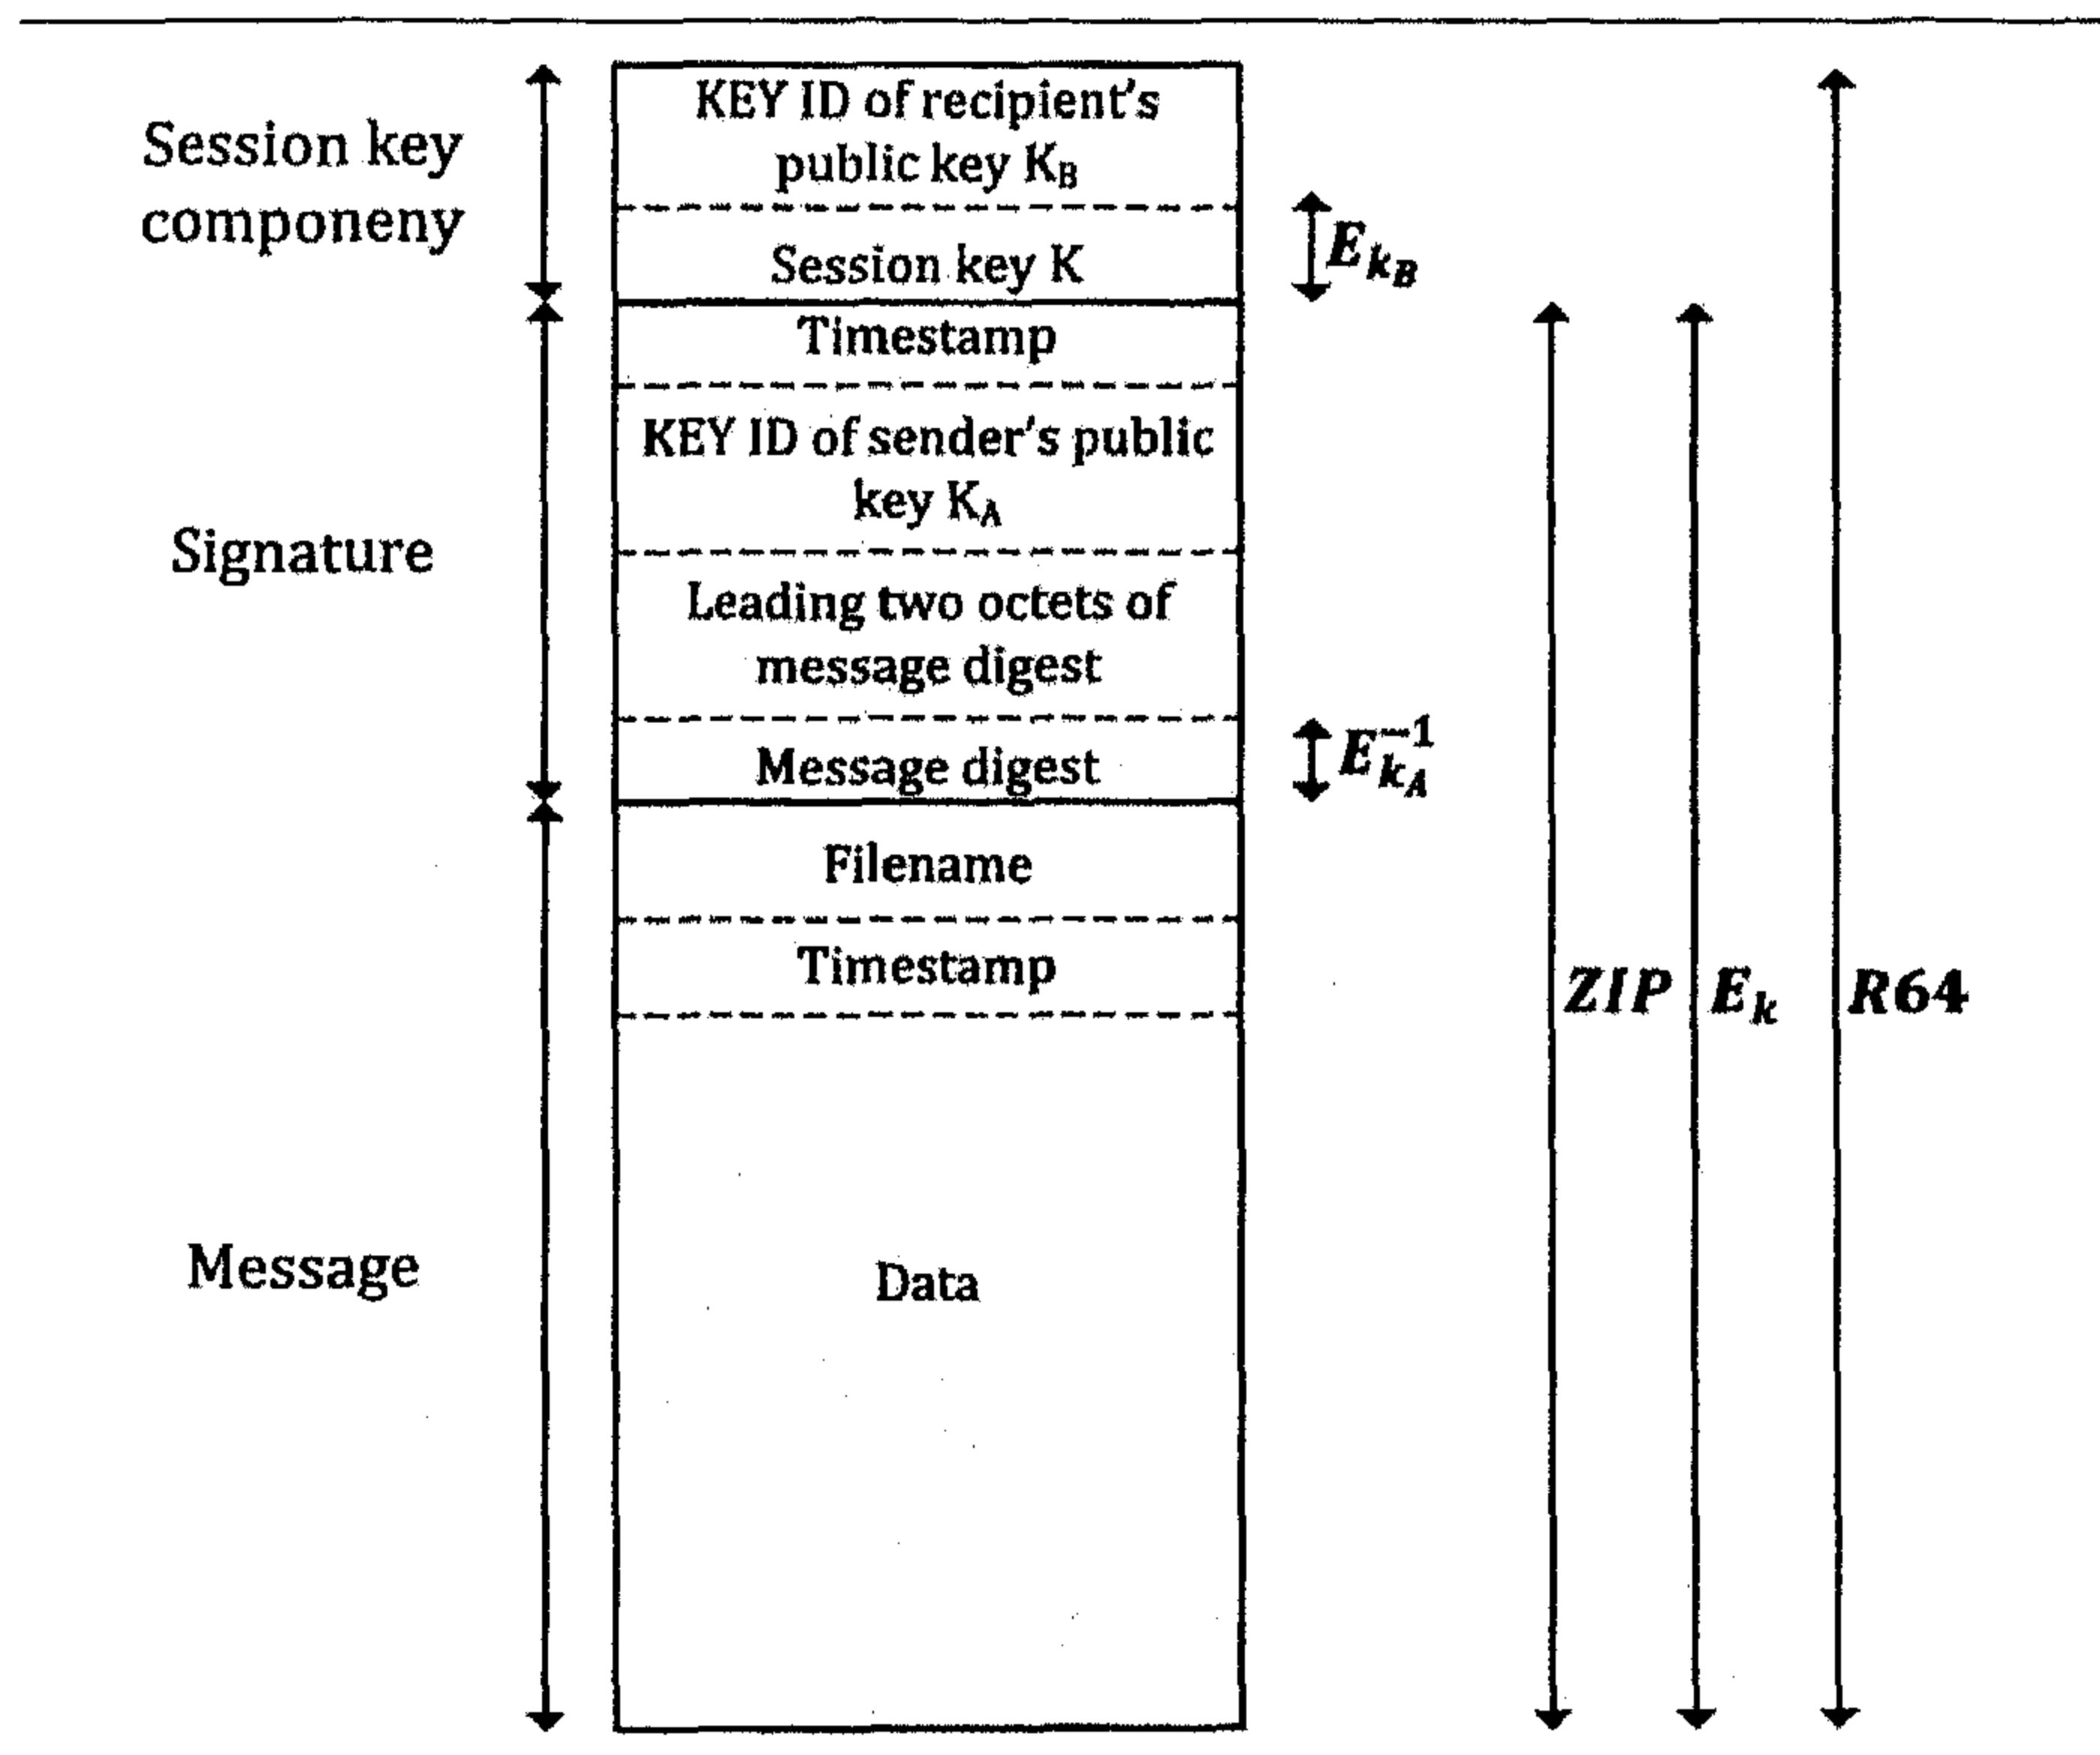 KEY ID of recipient's
public key K_B
Session key
componeny
Session key K
E_{k_B}
Timestamp
KEY ID of sender's public
key K_A
Signature
Leading two octets of
message digest
Message digest
E_{k_A}^{-1}
Filename
Timestamp
ZIP
E_k
R64
Message
Data